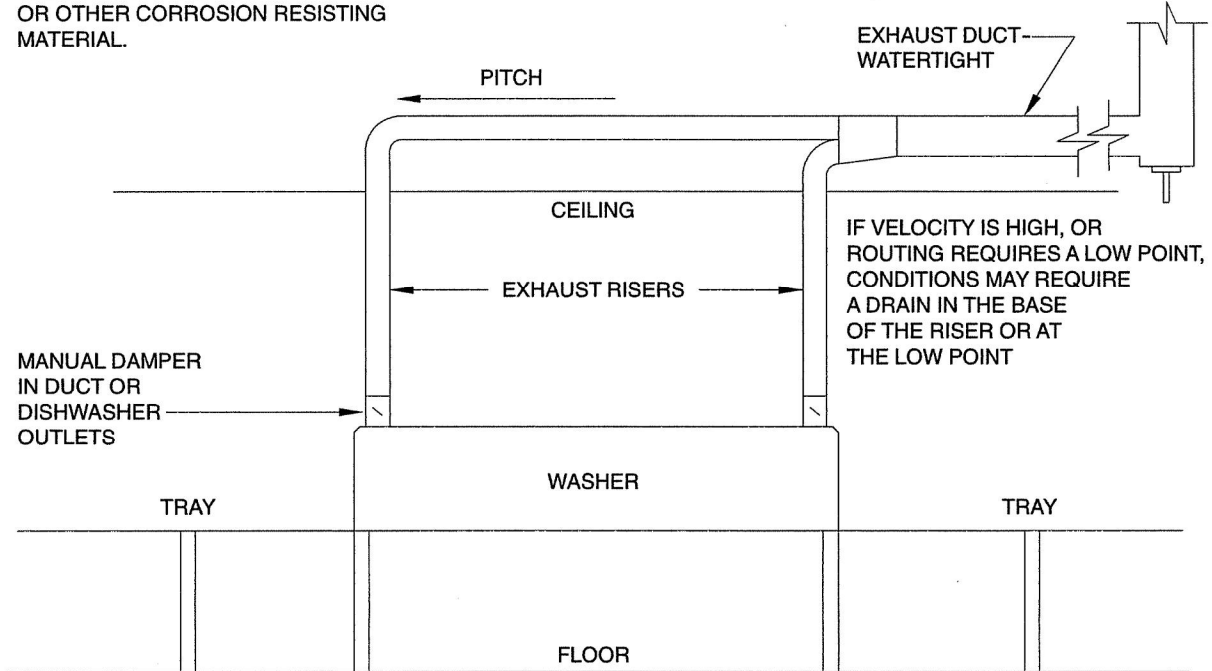 OR OTHER CORROSION RESISTING
MATERIAL.
EXHAUST DUCT-
WATERTIGHT
PITCH
CEILING
IF VELOCITY IS HIGH, OR
ROUTING REQUIRES A LOW POINT,
CONDITIONS MAY REQUIRE
A DRAIN IN THE BASE
OF THE RISER OR AT
THE LOW POINT
EXHAUST RISERS
MANUAL DAMPER
IN DUCT OR
DISHWASHER
OUTLETS
WASHER
TRAY
TRAY
FLOOR